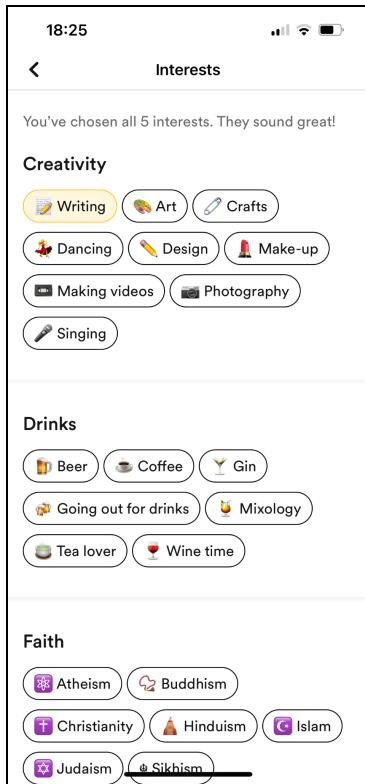 18:25
Interests
You've chosen all 5 interests. They sound great!
Creativity
Writing Art Crafts
Dancing Design Make-up
Making videos Photography
Singing
Drinks
Beer Coffee Gin
Going out for drinks Mixology
Tea lover Wine time
Faith
Atheism Buddhism
Christianity Hinduism Islam
Judaism Sikhism